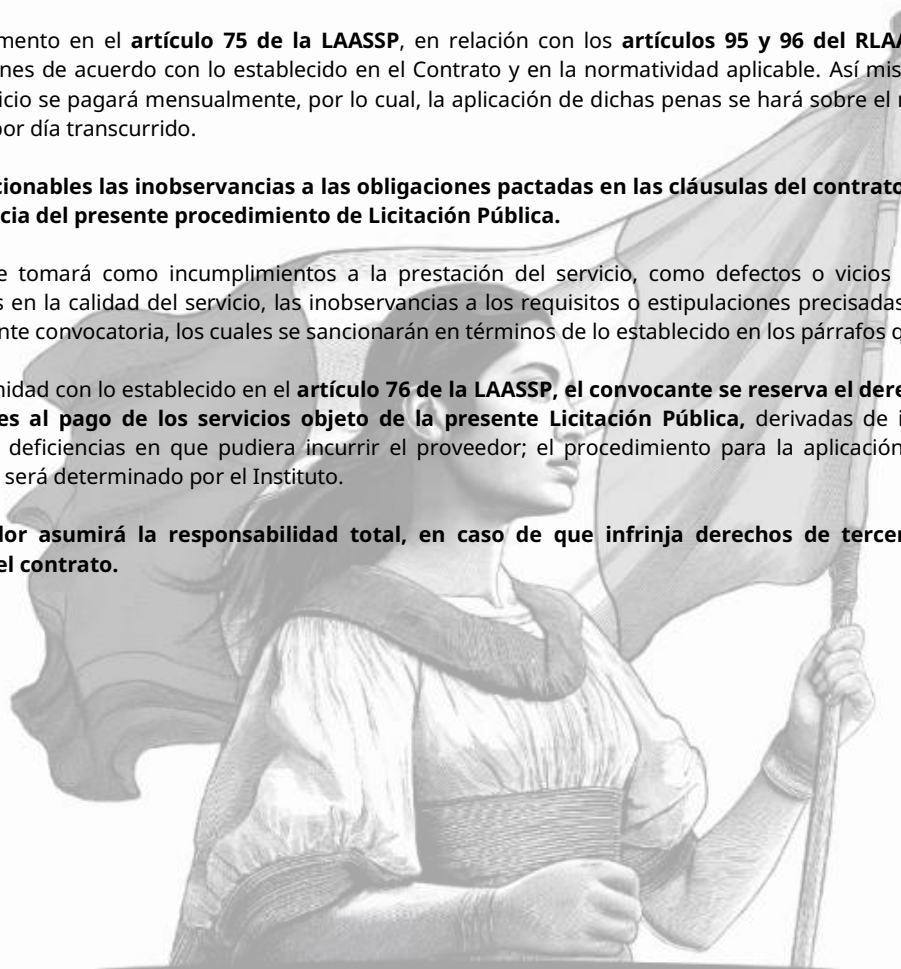 mento en el artículo 75 de la LAASSP, en relación con los artículos 95 y 96 del RLAA
nes de acuerdo con lo establecido en el Contrato y en la normatividad aplicable. Así mis
icio se pagará mensualmente, por lo cual, la aplicación de dichas penas se hará sobre el
por día transcurrido.
cionables las inobservancias a las obligaciones pactadas en las cláusulas del contrato
cia del presente procedimiento de Licitación Pública.
e tomará como incumplimientos a la prestación del servicio, como defectos o vicios
s en la calidad del servicio, las inobservancias a los requisitos o estipulaciones precisadas
nte convocatoria, los cuales se sancionarán en términos de lo establecido en los párrafos q
nidad con lo establecido en el artículo 76 de la LAASSP, el convocante se reserva el dere
es al pago de los servicios objeto de la presente Licitación Pública, derivadas de i
deficiencias en que pudiera incurrir el proveedor; el procedimiento para la aplicación
será determinado por el Instituto.
dor asumirá la responsabilidad total, en caso de que infrinja derechos de tercer
el contrato.